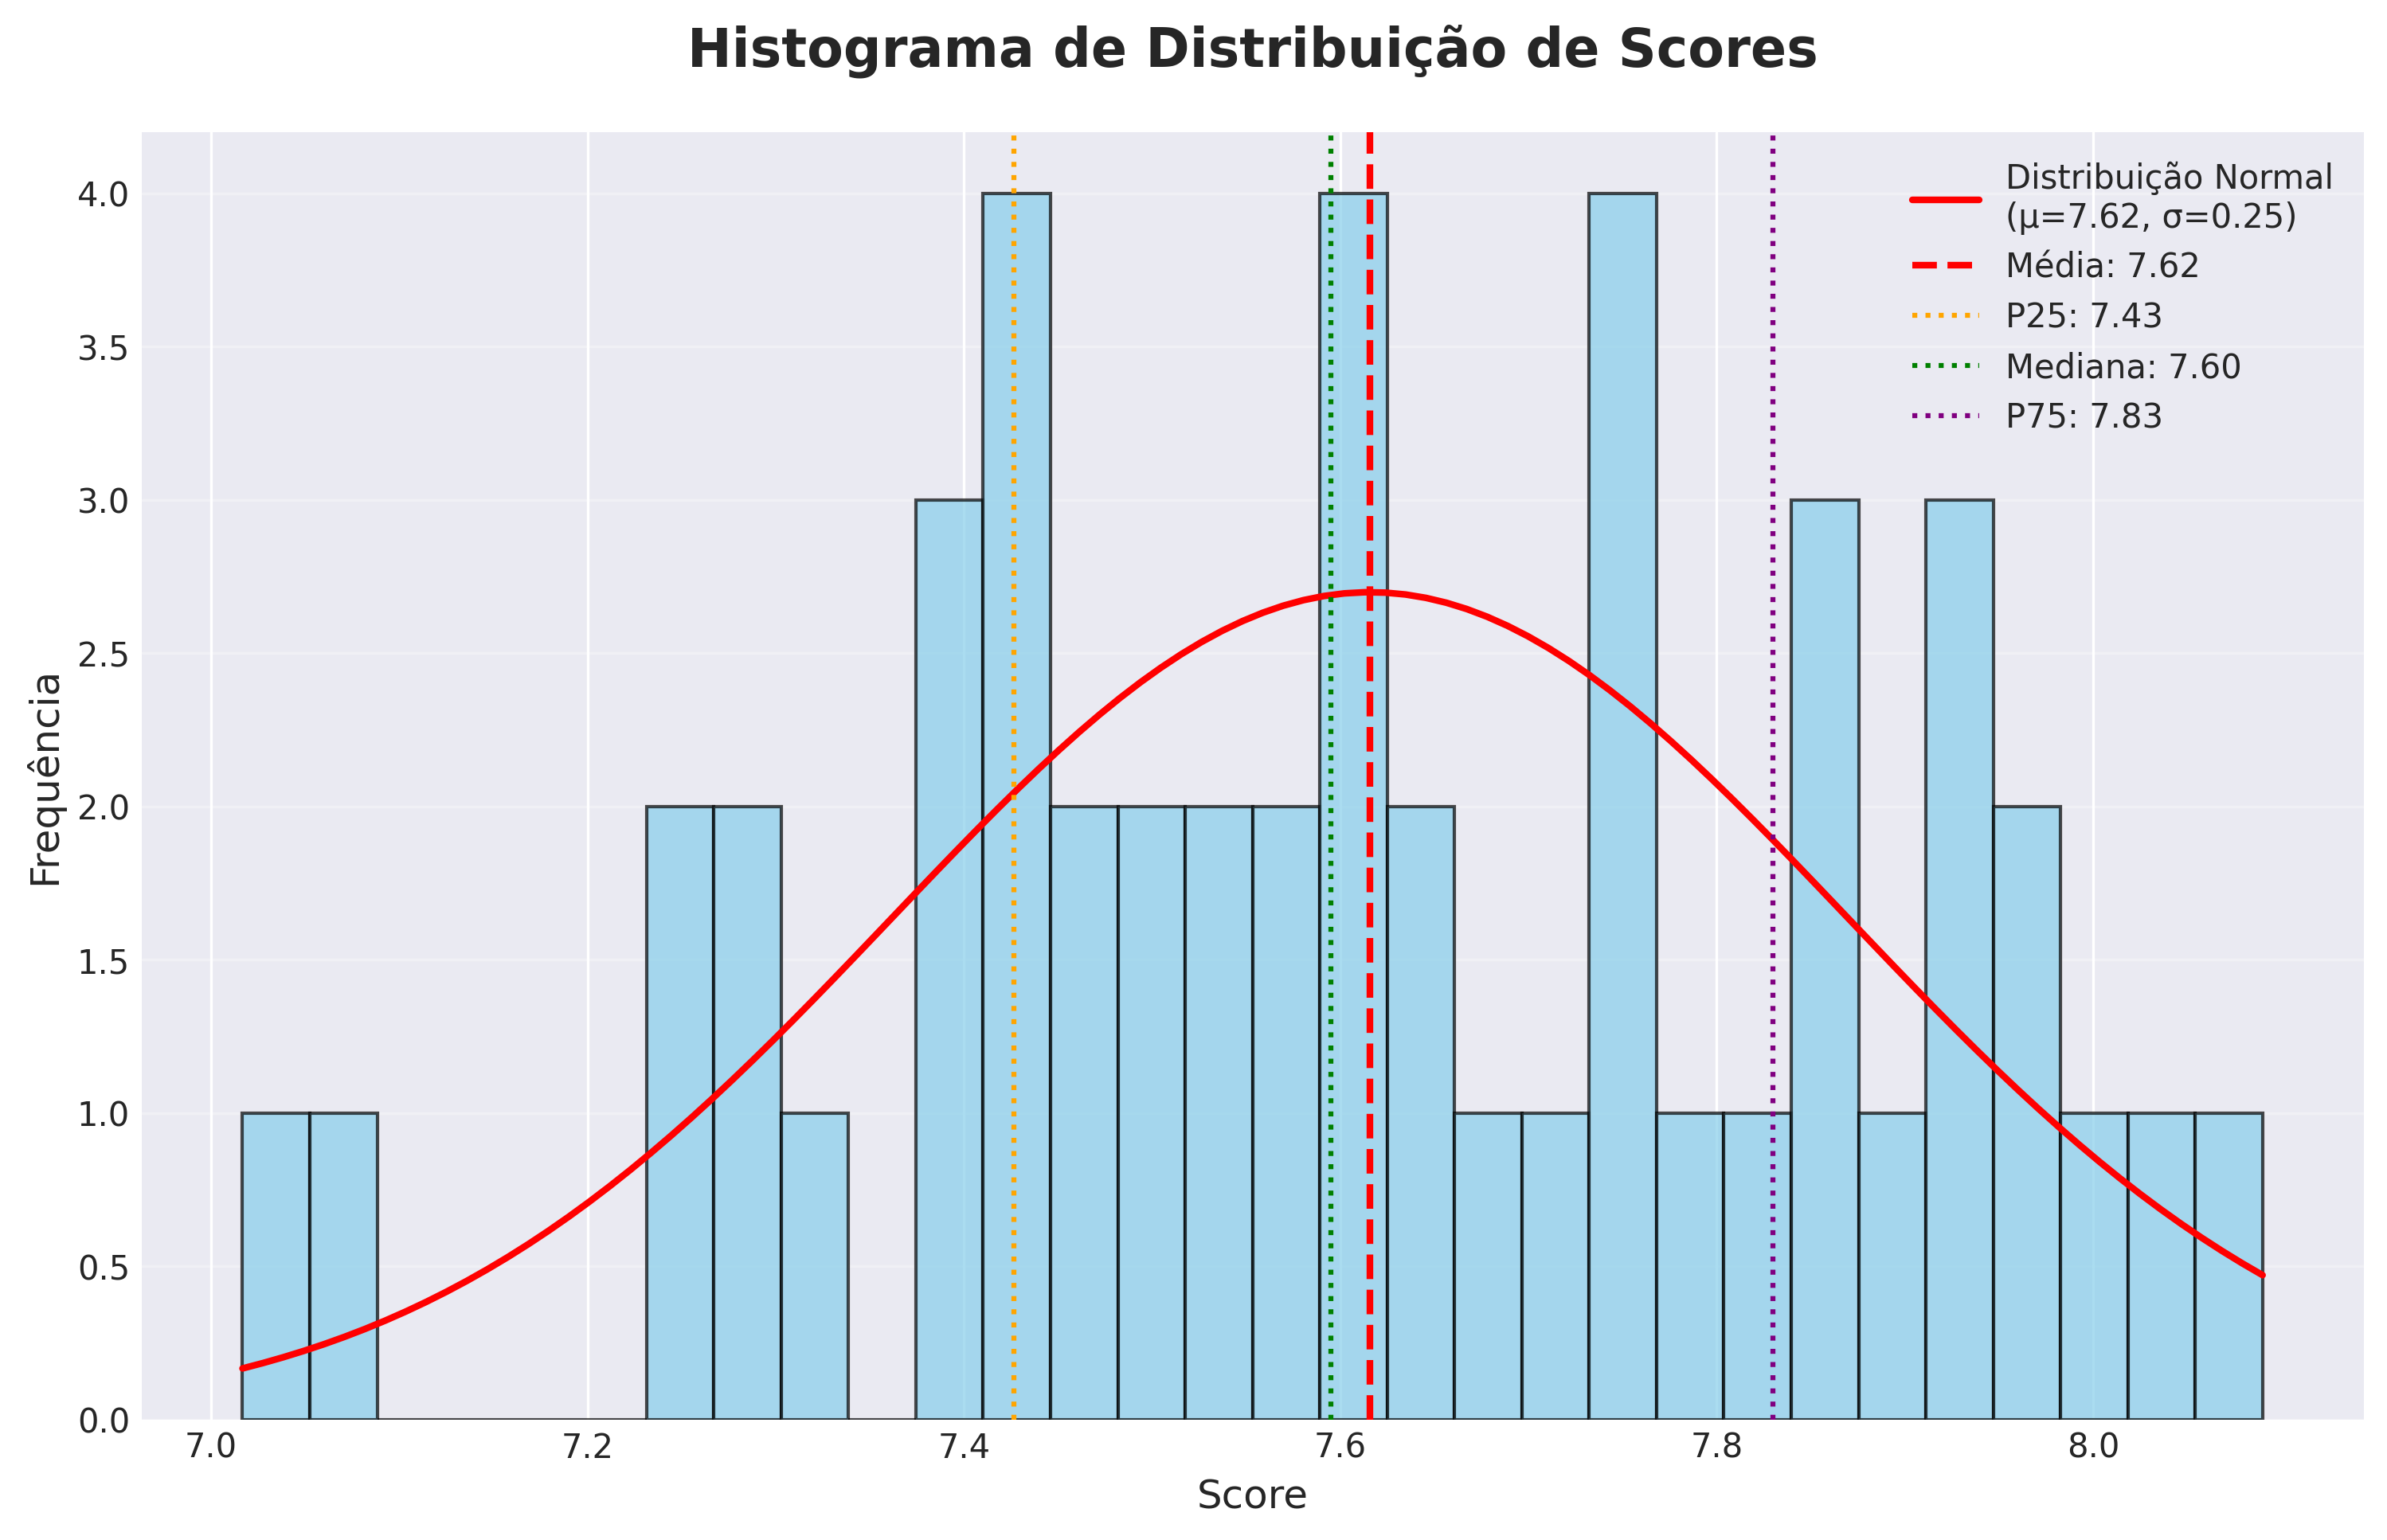 Histograma de Distribuição de Scores
Distribuição Normal
(μ=7.62, σ=0.25)
Média: 7.62
P25: 7.43
Mediana: 7.60
P75: 7.83
Frequência
4.0
3.5
3.0
2.5
2.0
1.5
1.0
0.5
0.0
7.0
7.2
7.4
7.6
7.8
8.0
Score